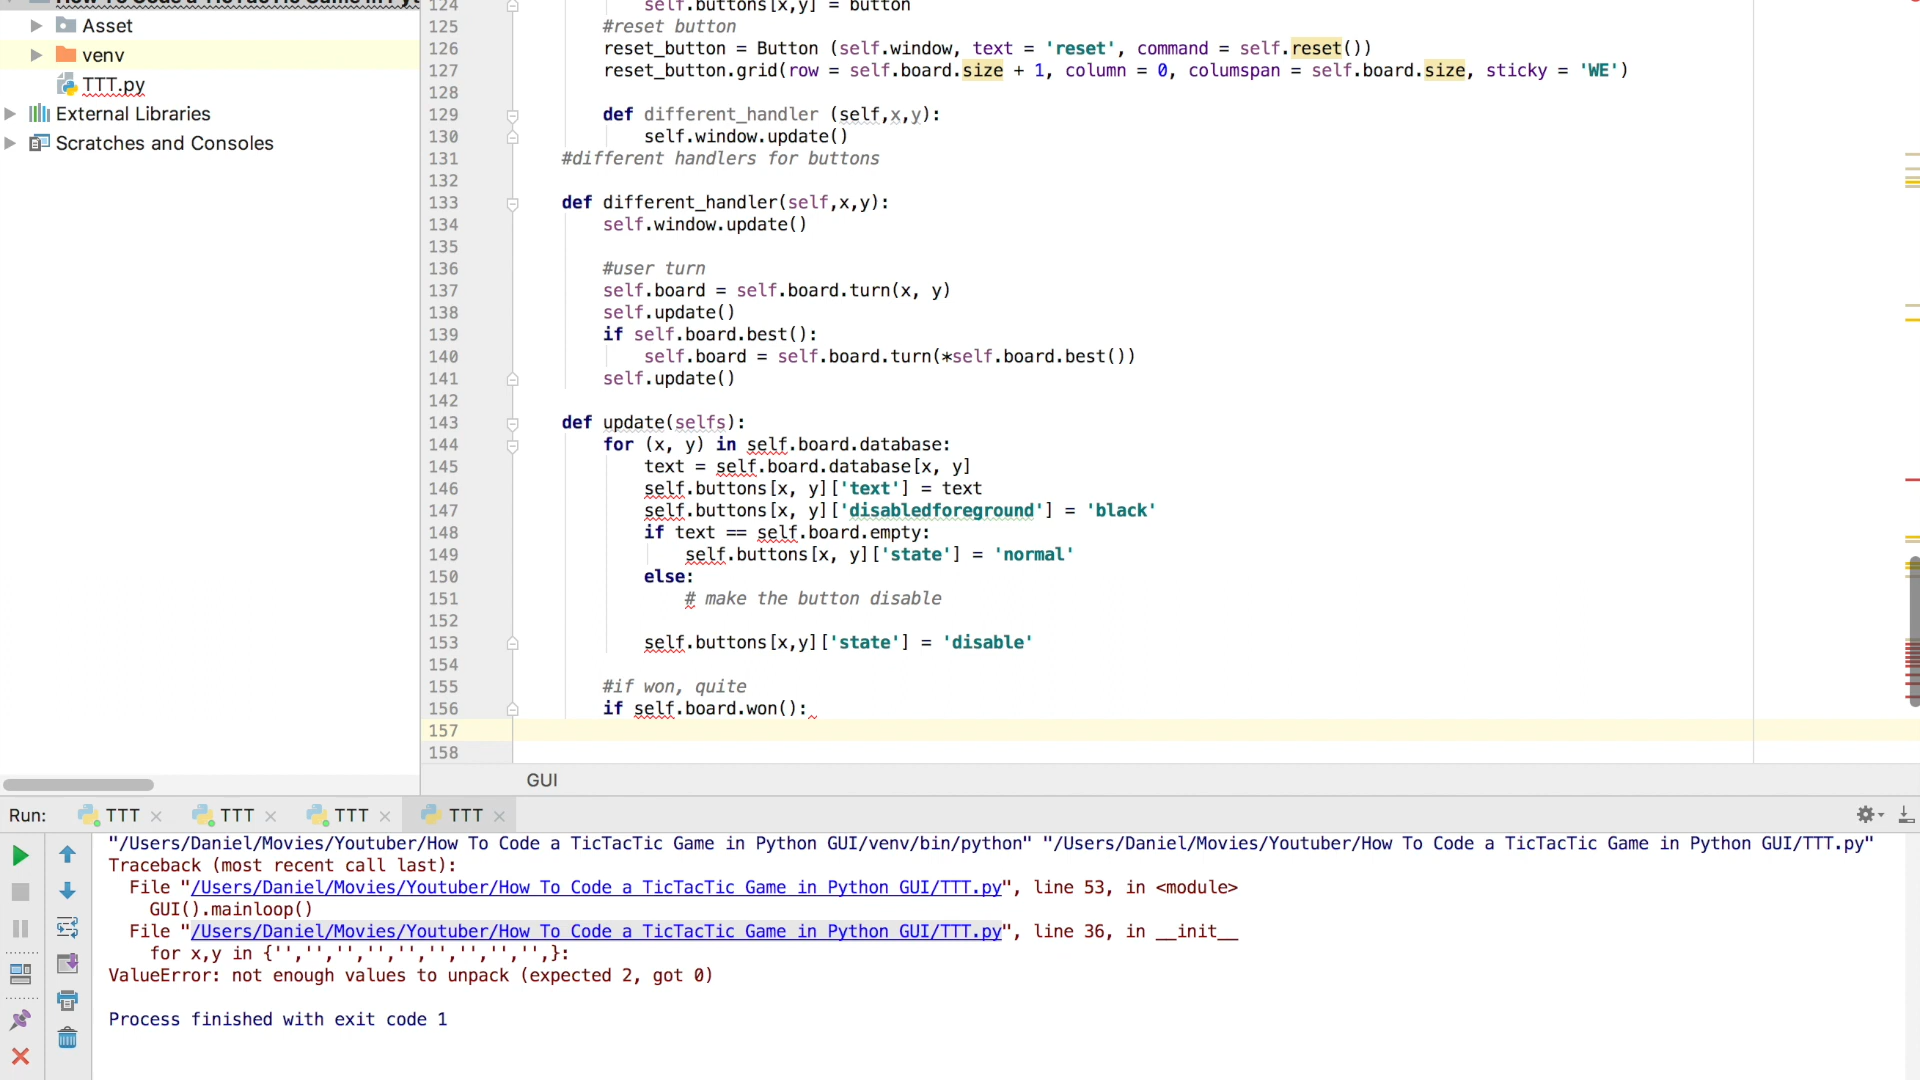 How To Code a TicTacTic Game in Pyt
Asset
venv
TTT.py
External Libraries
Scratches and Consoles
124 self.buttons[x,y] = button
125 #reset button
126 reset_button = Button (self.window, text = 'reset', command = self.reset())
127 reset_button.grid(row = self.board.size + 1, column = 0, columspan = self.board.size, sticky = 'WE')
128
129 def different_handler (self,x,y):
130 self.window.update()
131 #different handlers for buttons
132
133 def different_handler(self,x,y):
134 self.window.update()
135
136 #user turn
137 self.board = self.board.turn(x, y)
138 self.update()
139 if self.board.best():
140 self.board = self.board.turn(*self.board.best())
141 self.update()
142
143 def update(selfs):
144 for (x, y) in self.board.database:
145 text = self.board.database[x, y]
146 self.buttons[x, y]['text'] = text
147 self.buttons[x, y]['disabledforeground'] = 'black'
148 if text == self.board.empty:
149 self.buttons[x, y]['state'] = 'normal'
150 else:
151 # make the button disable
152
153 self.buttons[x,y]['state'] = 'disable'
154
155 #if won, quite
156 if self.board.won():
157
158
GUI
Run: TTT TTT TTT TTT
"/Users/Daniel/Movies/Youtuber/How To Code a TicTacTic Game in Python GUI/venv/bin/python" "/Users/Daniel/Movies/Youtuber/How To Code a TicTacTic Game in Python GUI/TTT.py"
Traceback (most recent call last):
File "/Users/Daniel/Movies/Youtuber/How To Code a TicTacTic Game in Python GUI/TTT.py", line 53, in <module>
GUI().mainloop()
File "/Users/Daniel/Movies/Youtuber/How To Code a TicTacTic Game in Python GUI/TTT.py", line 36, in __init__
for x,y in {'','','','','','','','','',}:
ValueError: not enough values to unpack (expected 2, got 0)
Process finished with exit code 1